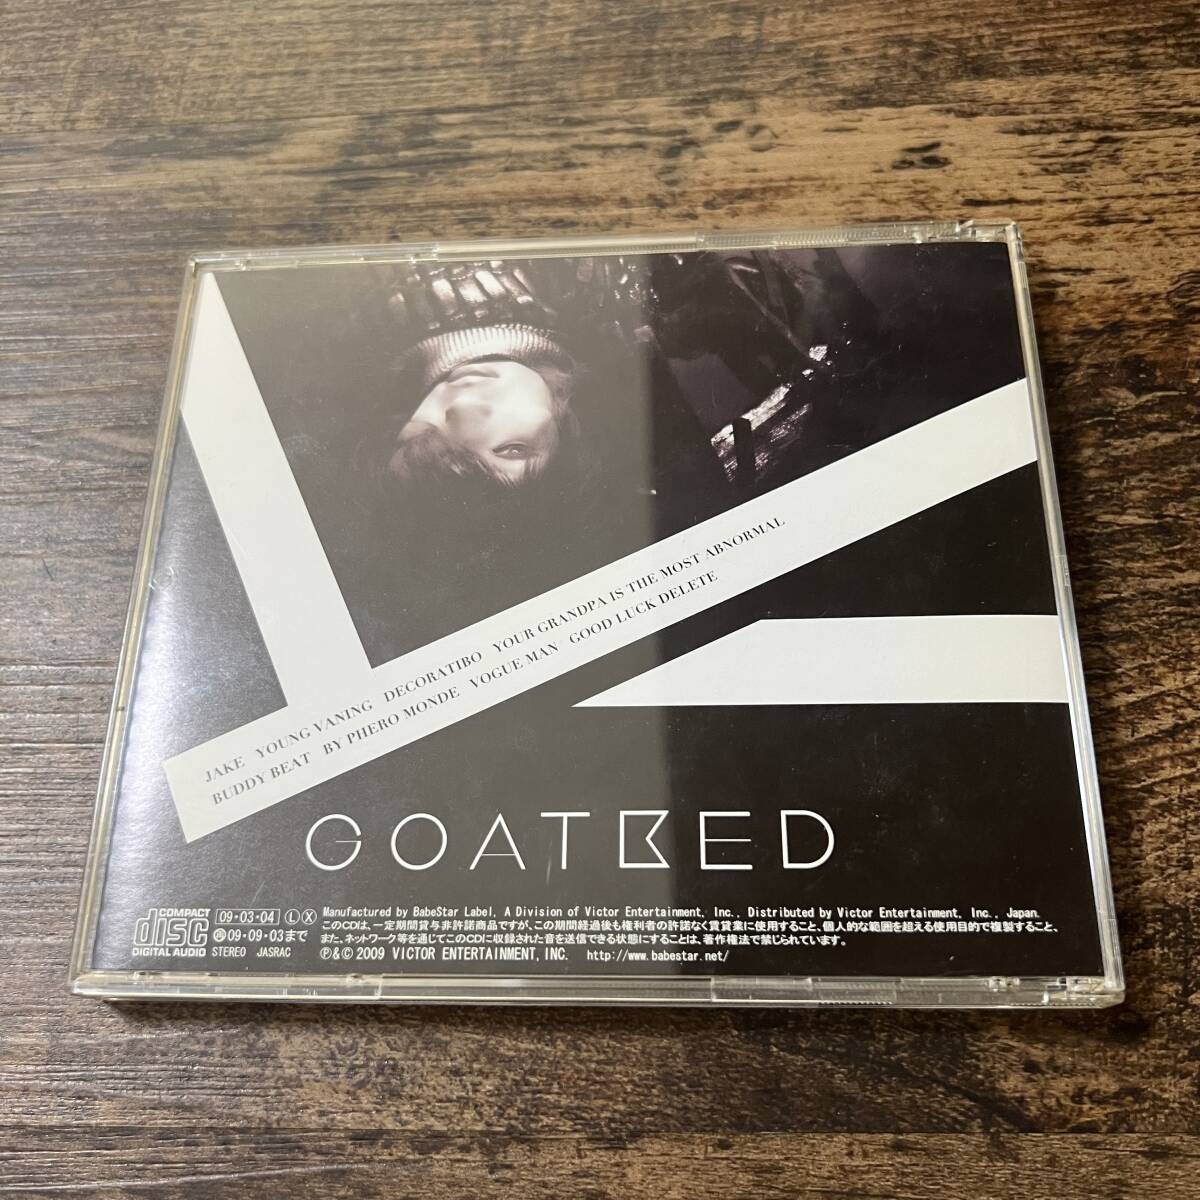 JAKE YOUNG VANING DECORATIBO YOUR GRANDPA IS THE MOST ABNORMAL
BUDDY BEAT BY PHERO MONDE VOGUE MAN GOOD LUCK DELETE
GOATBED
COMPACT
disc
DIGITAL AUDIO
09・03・04 L X
再 09・09・03まで
STEREO JASRAC
Manufactured by BabeStar Label, A Division of Victor Entertainment, Inc., Distributed by Victor Entertainment, Inc., Japan.
このCDは、一定期間貸与非許諾商品ですが、この期間経過後も権利者の許諾なく賃貸業に使用すること、個人的な範囲を超える使用目的で複製すること、
また、ネットワーク等を通じてこのCDに収録された音を送信できる状態にすることは、著作権法で禁じられています。
Ⓟ&© 2009 VICTOR ENTERTAINMENT, INC. http://www.babestar.net/